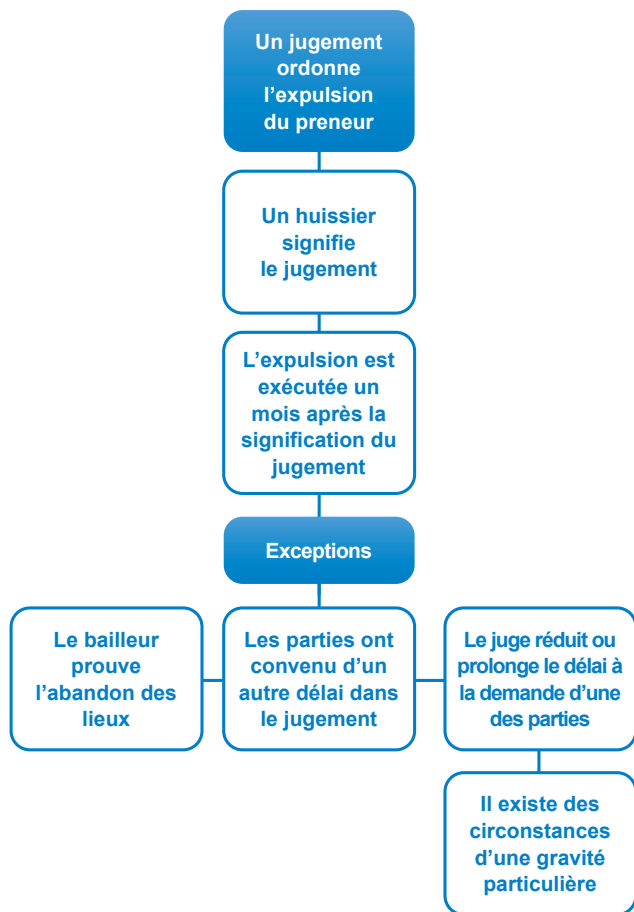 Un jugement
ordonne
l’expulsion
du preneur
Un huissier
signifie
le jugement
L’expulsion est
exécutée un
mois après la
signification du
jugement
Exceptions
Le bailleur
prouve
l’abandon des
lieux
Les parties ont
convenu d’un
autre délai dans
le jugement
Le juge réduit ou
prolonge le délai à
la demande d’une
des parties
Il existe des
circonstances
d’une gravité
particulière